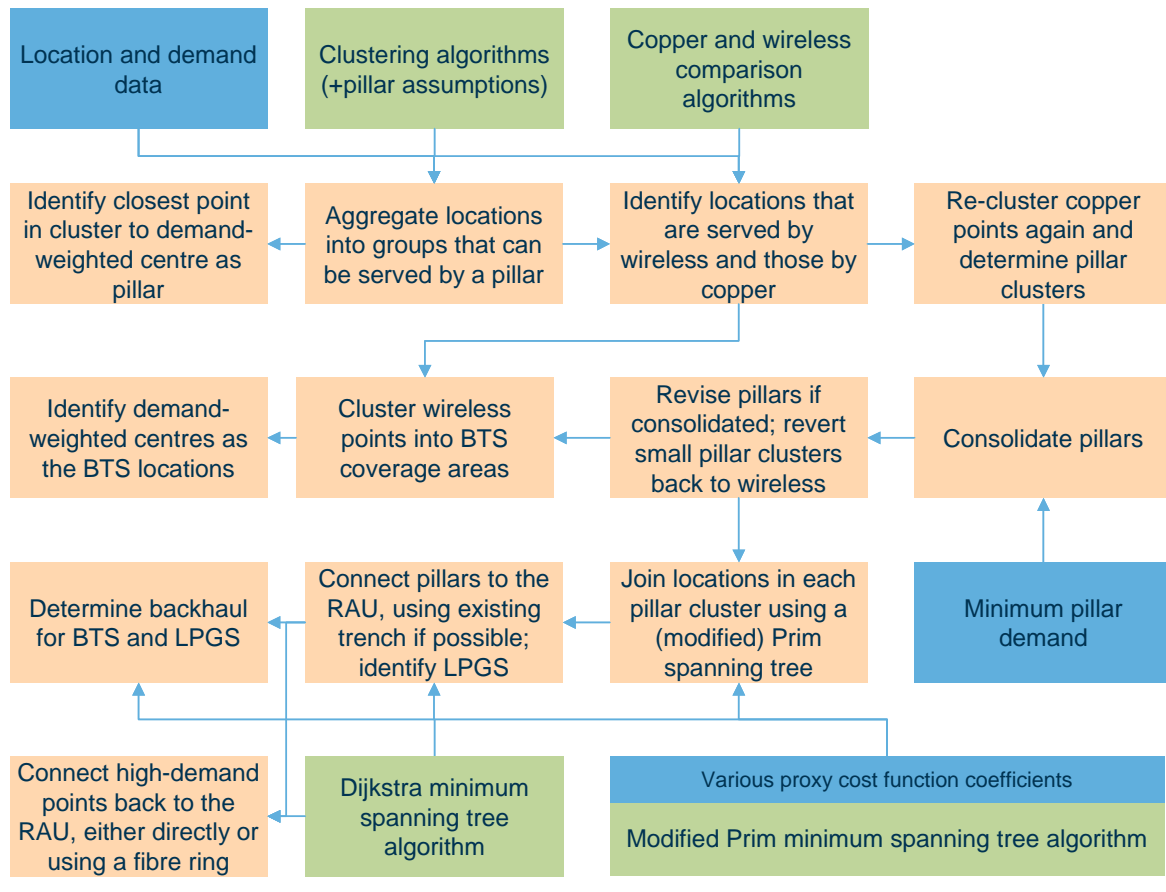 Location and demand
data
Clustering algorithms
(+pillar assumptions)
Copper and wireless
comparison
algorithms
Identify closest point
in cluster to demand-
weighted centre as
pillar
Aggregate locations
into groups that can
be served by a pillar
Identify locations that
are served by
wireless and those by
copper
Re-cluster copper
points again and
determine pillar
clusters
Identify demand-
weighted centres as
the BTS locations
Cluster wireless
points into BTS
coverage areas
Revise pillars if
consolidated; revert
small pillar clusters
back to wireless
Consolidate pillars
Determine backhaul
for BTS and LPGS
Connect pillars to the
RAU, using existing
trench if possible;
identify LPGS
Join locations in each
pillar cluster using a
(modified) Prim
spanning tree
Minimum pillar
demand
Connect high-demand
points back to the
RAU, either directly or
using a fibre ring
Dijkstra minimum
spanning tree
algorithm
Various proxy cost function coefficients
Modified Prim minimum spanning tree algorithm